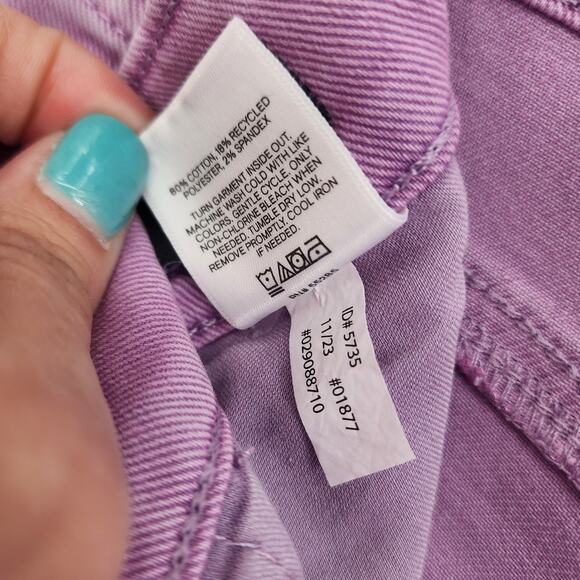 80% COTTON, 18% RECYCLED
POLYESTER, 2% SPANDEX
TURN GARMENT INSIDE OUT.
MACHINE WASH COLD WITH LIKE
COLORS, GENTLE CYCLE. ONLY
NON-CHLORINE BLEACH WHEN
NEEDED. TUMBLE DRY LOW.
REMOVE PROMPTLY. COOL IRON
IF NEEDED.
ID# 5735
11/23 #01877
#029088710